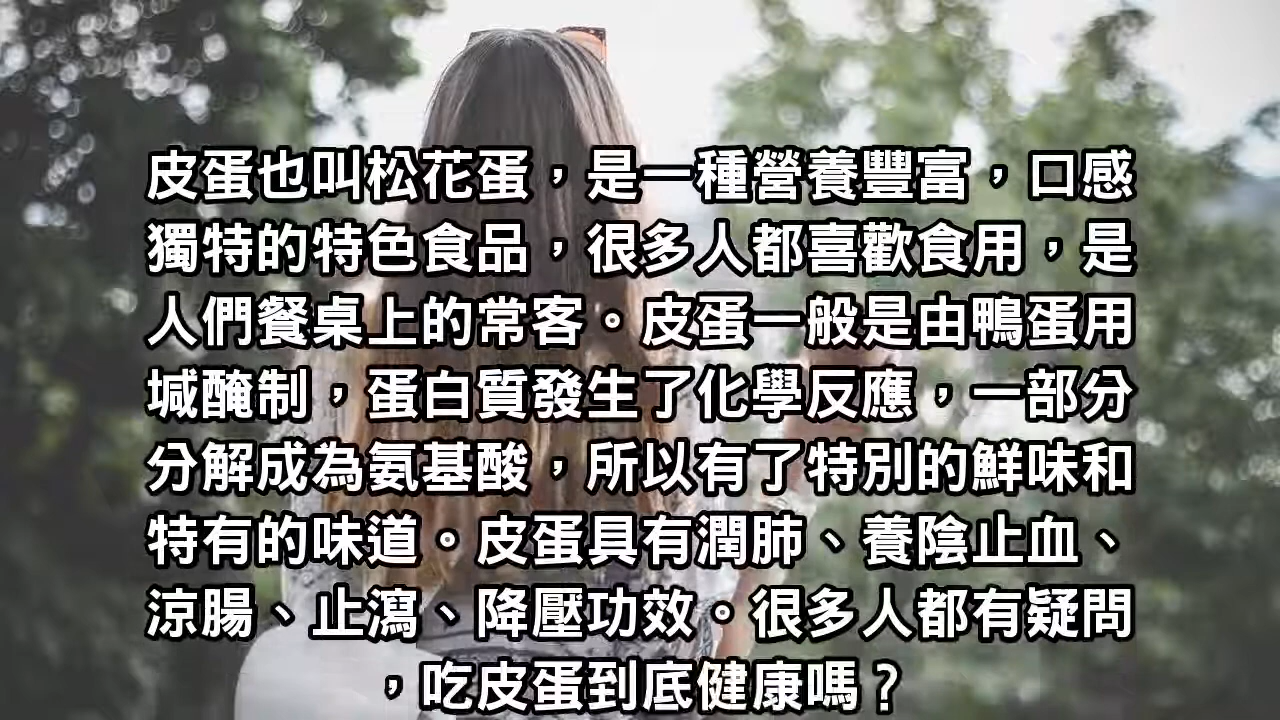 皮蛋也叫松花蛋，是一種營養豐富，口感
獨特的特色食品，很多人都喜歡食用，是
人們餐桌上的常客。皮蛋一般是由鴨蛋用
堿醃制，蛋白質發生了化學反應，一部分
分解成為氨基酸，所以有了特別的鮮味和
特有的味道。皮蛋具有潤肺、養陰止血、
涼腸、止瀉、降壓功效。很多人都有疑問
，吃皮蛋到底健康嗎？